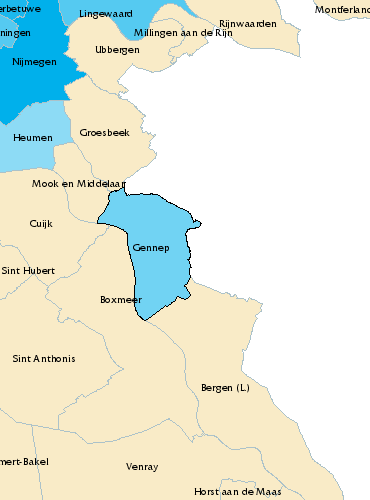 erbetuwe
Lingewaard
Montferland
Rijnwaarden
Millingen aan de Rijn
ningen
Ubbergen
Nijmegen
Groesbeek
Heumen
Mook en Middelaar
Cuijk
Gennep
Sint Hubert
Boxmeer
Sint Anthonis
Bergen (L.)
mert-Bakel
Venray
Horst aan de Maas